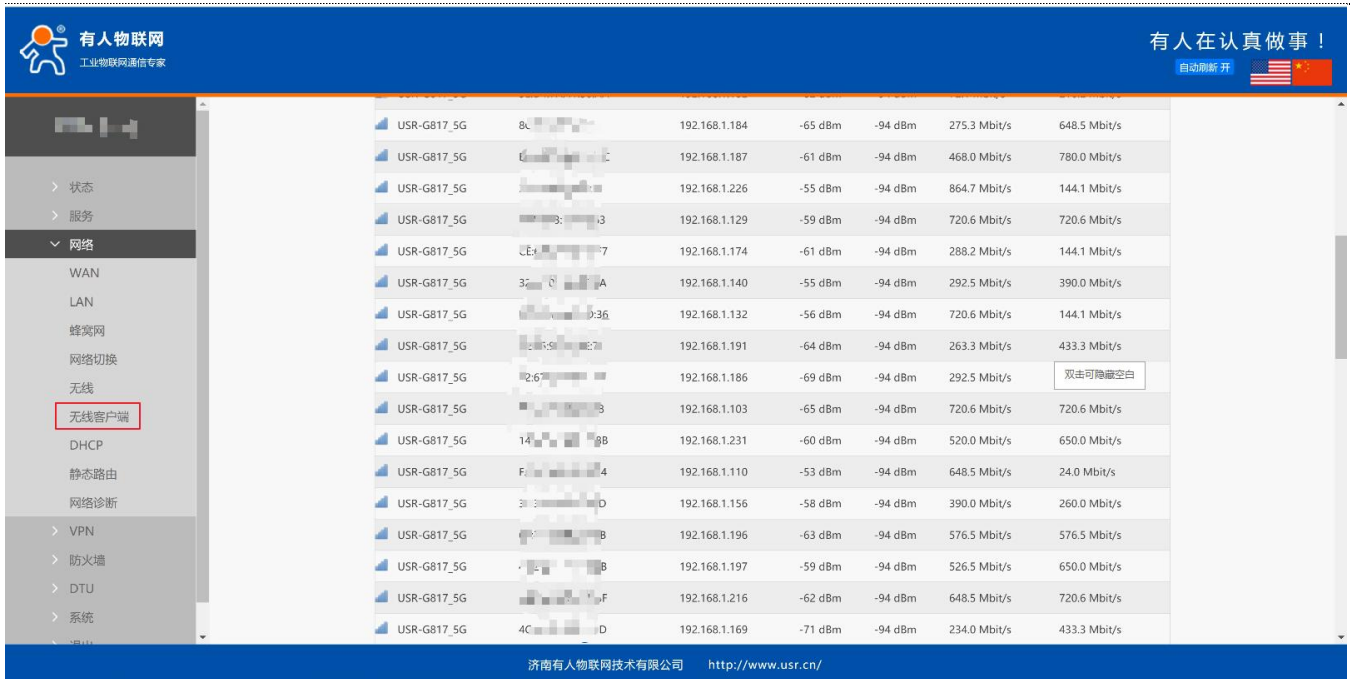 有人物联网
工业物联网通信专家
有人在认真做事！
自动刷新 开
状态
服务
网络
WAN
LAN
蜂窝网
网络切换
无线
无线客户端
DHCP
静态路由
网络诊断
VPN
防火墙
DTU
系统
USR-G817_5G 192.168.1.184 -65 dBm -94 dBm 275.3 Mbit/s 648.5 Mbit/s
USR-G817_5G 192.168.1.187 -61 dBm -94 dBm 468.0 Mbit/s 780.0 Mbit/s
USR-G817_5G 192.168.1.226 -55 dBm -94 dBm 864.7 Mbit/s 144.1 Mbit/s
USR-G817_5G 192.168.1.129 -59 dBm -94 dBm 720.6 Mbit/s 720.6 Mbit/s
USR-G817_5G 192.168.1.174 -61 dBm -94 dBm 288.2 Mbit/s 144.1 Mbit/s
USR-G817_5G 192.168.1.140 -55 dBm -94 dBm 292.5 Mbit/s 390.0 Mbit/s
USR-G817_5G 192.168.1.132 -56 dBm -94 dBm 720.6 Mbit/s 144.1 Mbit/s
USR-G817_5G 192.168.1.191 -64 dBm -94 dBm 263.3 Mbit/s 433.3 Mbit/s
USR-G817_5G 192.168.1.186 -69 dBm -94 dBm 292.5 Mbit/s 双击可隐藏空白
USR-G817_5G 192.168.1.103 -65 dBm -94 dBm 720.6 Mbit/s 720.6 Mbit/s
USR-G817_5G 192.168.1.231 -60 dBm -94 dBm 520.0 Mbit/s 650.0 Mbit/s
USR-G817_5G 192.168.1.110 -53 dBm -94 dBm 648.5 Mbit/s 24.0 Mbit/s
USR-G817_5G 192.168.1.156 -58 dBm -94 dBm 390.0 Mbit/s 260.0 Mbit/s
USR-G817_5G 192.168.1.196 -63 dBm -94 dBm 576.5 Mbit/s 576.5 Mbit/s
USR-G817_5G 192.168.1.197 -59 dBm -94 dBm 526.5 Mbit/s 650.0 Mbit/s
USR-G817_5G 192.168.1.216 -62 dBm -94 dBm 648.5 Mbit/s 720.6 Mbit/s
USR-G817_5G 192.168.1.169 -71 dBm -94 dBm 234.0 Mbit/s 433.3 Mbit/s
济南有人物联网技术有限公司 http://www.usr.cn/